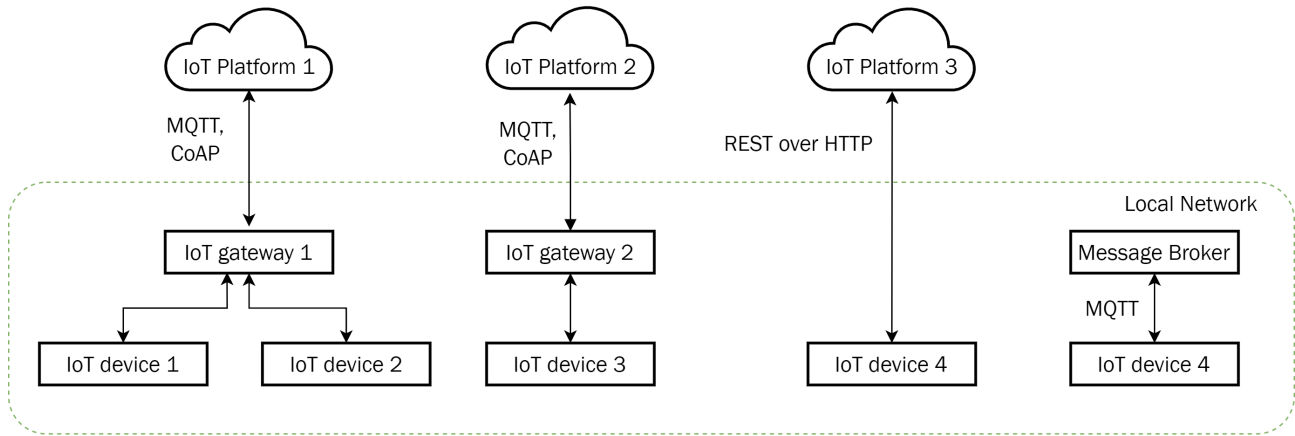 IoT Platform 1
IoT Platform 2
IoT Platform 3
MQTT,
CoAP
MQTT,
CoAP
REST over HTTP
Local Network
IoT gateway 1
IoT gateway 2
Message Broker
MQTT
IoT device 1
IoT device 2
IoT device 3
IoT device 4
IoT device 4